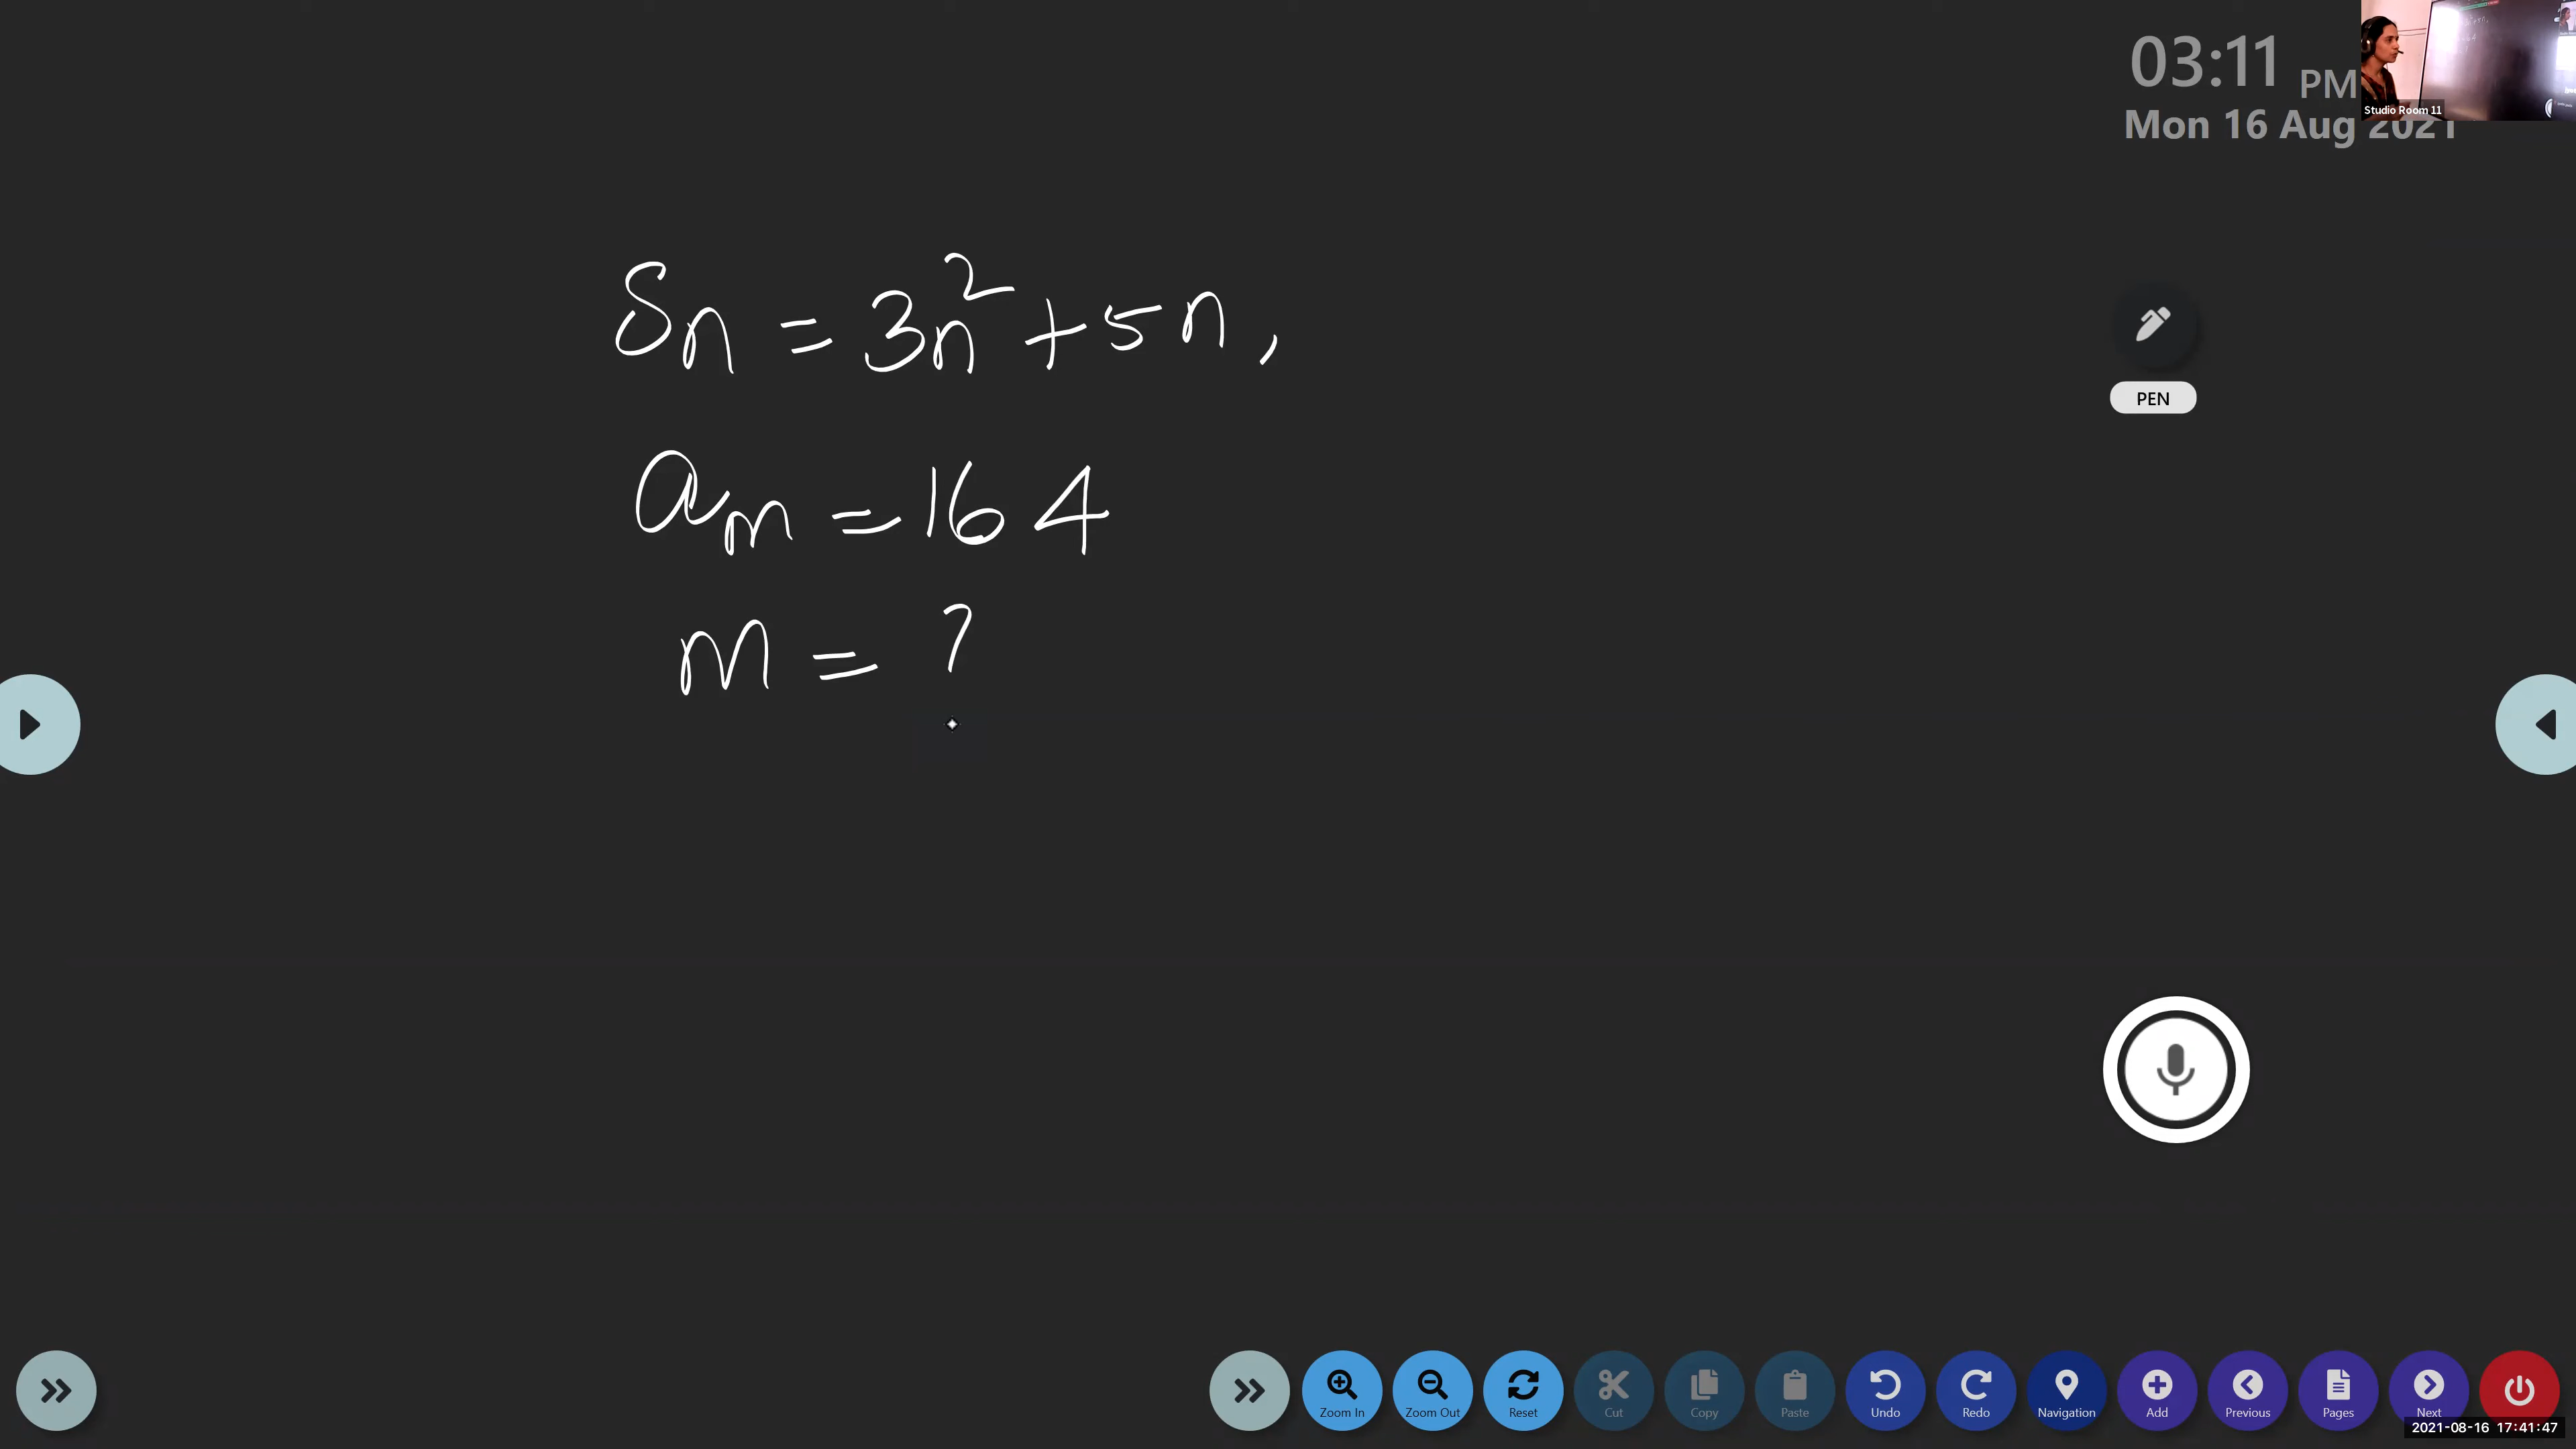 03:11 PM
Studio Room 11
Mon 16 Aug 2021
Sn = 3n²+5n,
PEN
am = 164
m = ?
Zoom In Zoom Out Reset Cut Copy Paste Undo Redo Navigation Add Previous Pages Next
2021-08-16 17:41:47